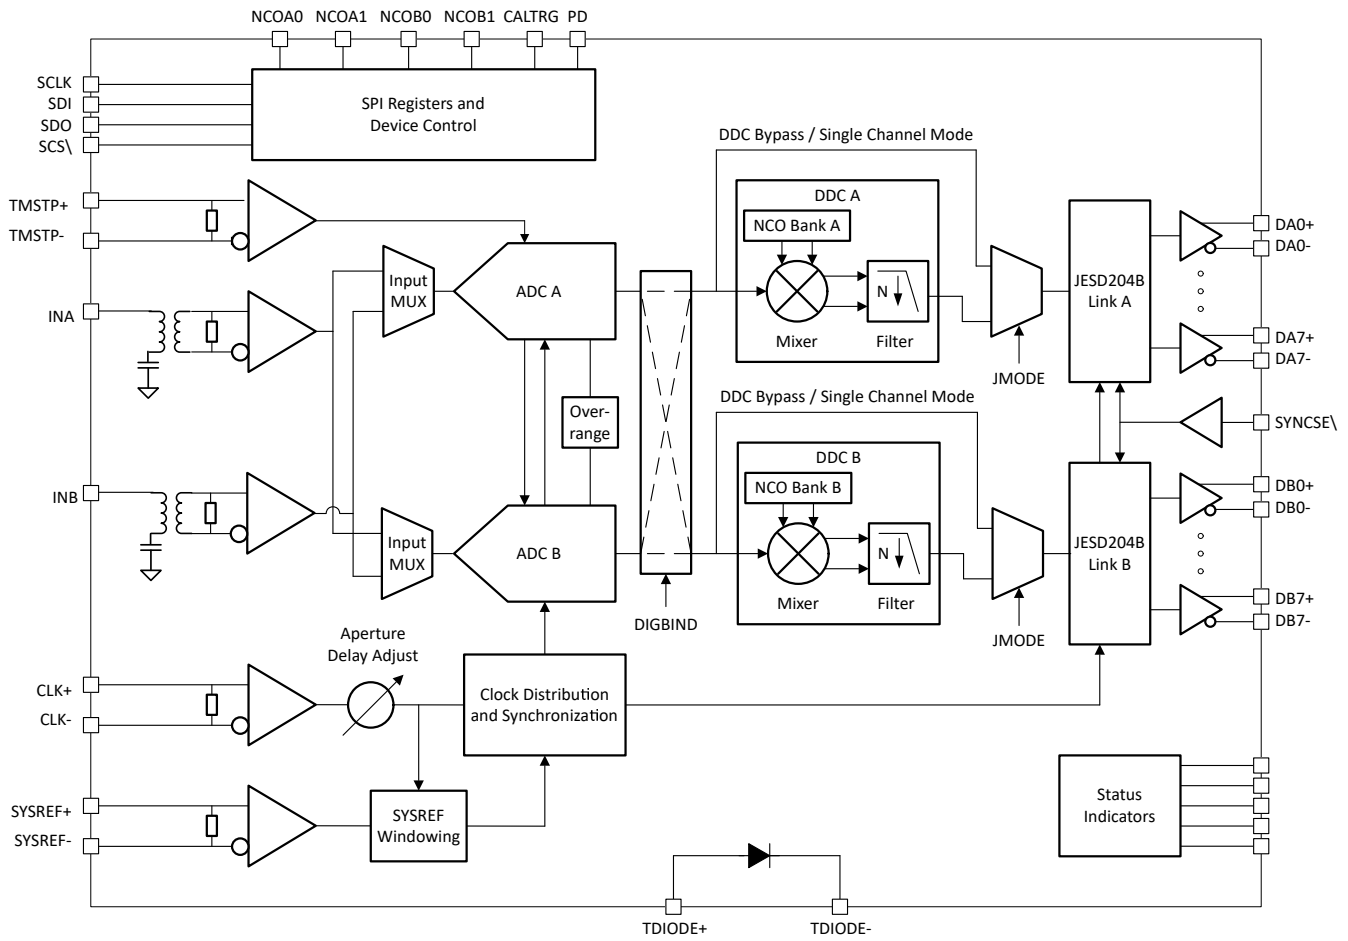 NCOA0 NCOA1 NCOB0 NCOB1 CALTRG PD
SCLK
SDI
SDO
SCS\
SPI Registers and
Device Control
DDC Bypass / Single Channel Mode
TMSTP+
TMSTP-
DDC A
NCO Bank A
N
Mixer
Filter
INA
Input
MUX
ADC A
JMODE
JESD204B
Link A
DA0+
DA0-
DA7+
DA7-
Over-
range
DDC Bypass / Single Channel Mode
SYNCSE\
DDC B
NCO Bank B
N
Mixer
Filter
INB
Input
MUX
ADC B
DIGBIND
JMODE
JESD204B
Link B
DB0+
DB0-
DB7+
DB7-
Aperture
Delay Adjust
CLK+
CLK-
Clock Distribution
and Synchronization
SYSREF+
SYSREF-
SYSREF
Windowing
Status
Indicators
TDIODE+
TDIODE-